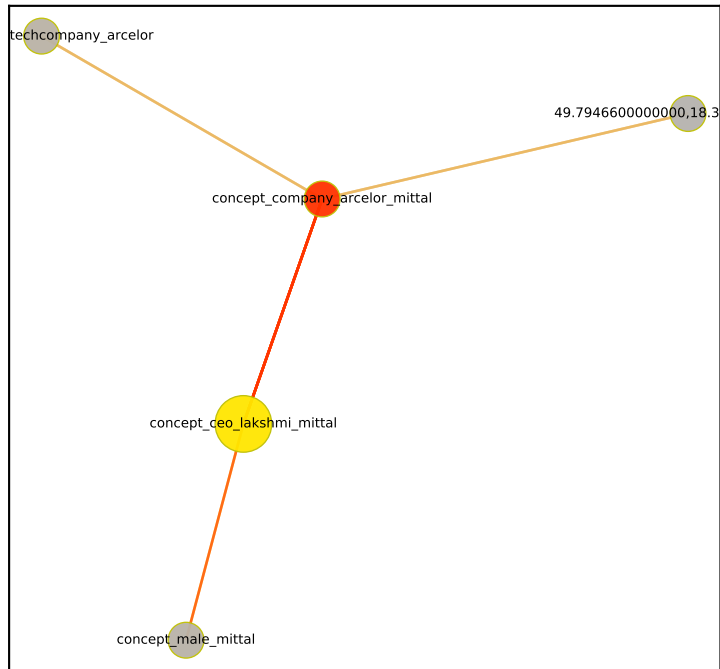 techcompany_arcelor
49.7946600000000,18.3
concept_company_arcelor_mittal
concept_ceo_lakshmi_mittal
concept_male_mittal